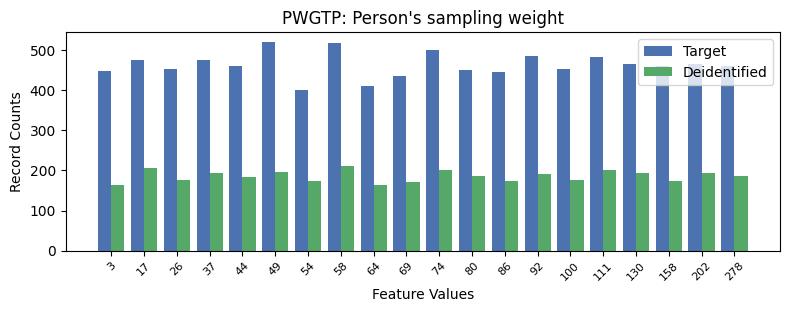 PWGTP: Person's sampling weight
Record Counts
500
400
300
200
100
0
Target
Deidentified
3 17 26 37 44 49 54 58 64 69 74 80 86 92 100 111 130 158 202 278
Feature Values